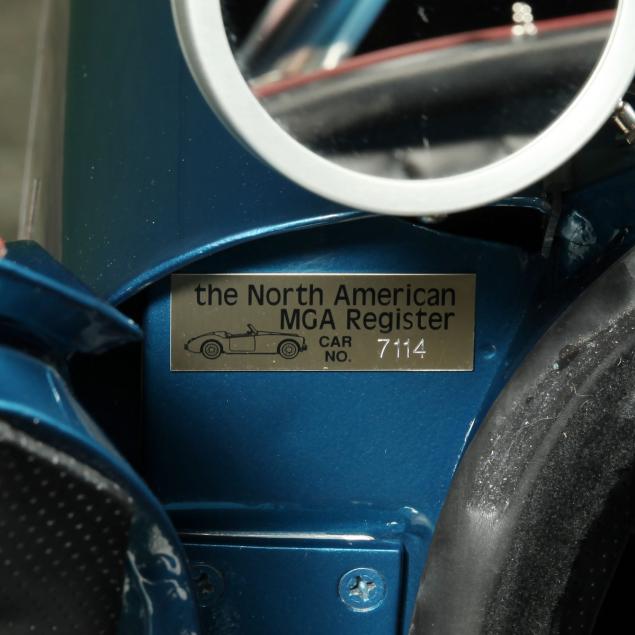 the North American
MGA Register
CAR
NO. 7114